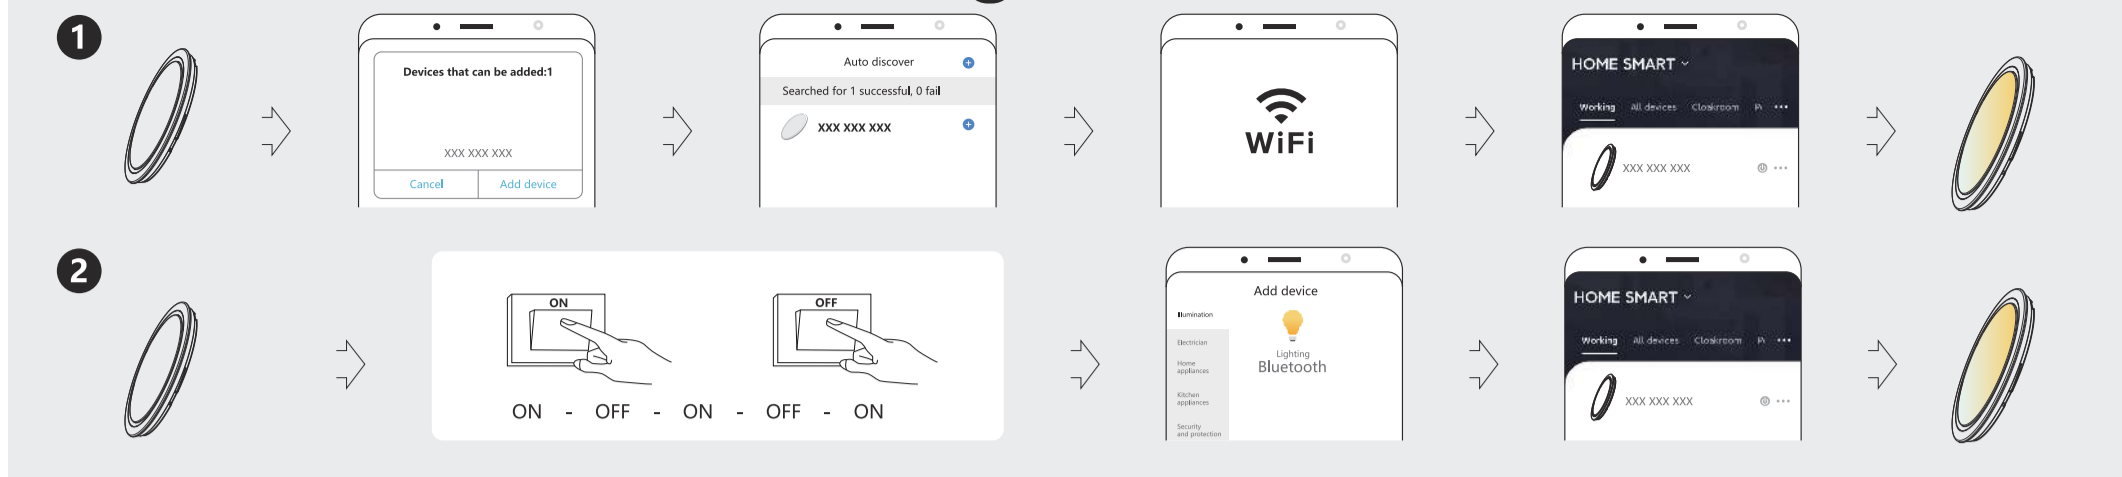 1
Devices that can be added:1
XXX XXX XXX
Cancel
Add device
Auto discover
Searched for 1 successful, 0 fail
XXX XXX XXX
WiFi
HOME SMART
Working All devices Cloakroom
XXX XXX XXX
2
ON
OFF
ON - OFF - ON - OFF - ON
Add device
Illumination
Electrician
Home
appliances
Kitchen
appliances
Security
and protection
Lighting
Bluetooth
HOME SMART
Working All devices Cloakroom
XXX XXX XXX